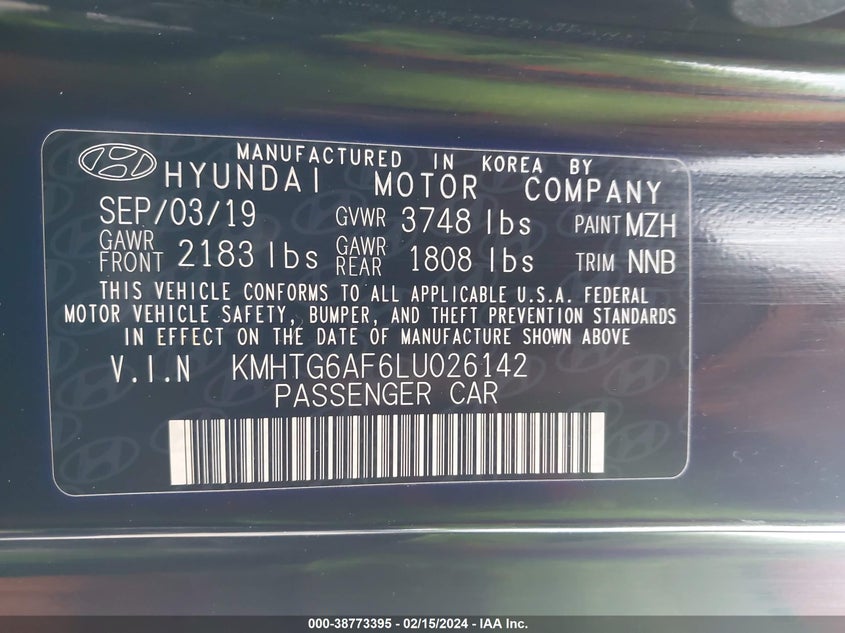 MANUFACTURED IN KOREA BY
HYUNDAI MOTOR COMPANY
SEP/03/19 GVWR 3748 lbs PAINT MZH
GAWR FRONT 2183 lbs GAWR REAR 1808 lbs TRIM NNB
THIS VEHICLE CONFORMS TO ALL APPLICABLE U.S.A. FEDERAL
MOTOR VEHICLE SAFETY, BUMPER, AND THEFT PREVENTION STANDARDS
IN EFFECT ON THE DATE OF MANUFACTURE SHOWN ABOVE
V.I.N KMHTG6AF6LU026142
PASSENGER CAR
000-38773395 - 02/15/2024 - IAA Inc.